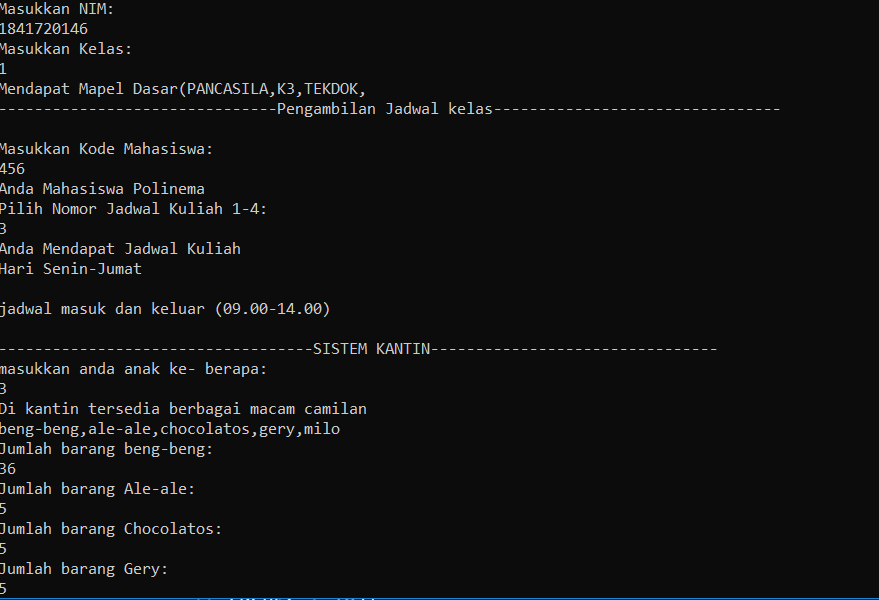 Masukkan NIM:
1841720146
Masukkan Kelas:
1
Mendapat Mapel Dasar(PANCASILA,K3,TEKDOK,
-------------------------------Pengambilan Jadwal kelas--------------------------------
Masukkan Kode Mahasiswa:
456
Anda Mahasiswa Polinema
Pilih Nomor Jadwal Kuliah 1-4:
3
Anda Mendapat Jadwal Kuliah
Hari Senin-Jumat
jadwal masuk dan keluar (09.00-14.00)
-----------------------------------SISTEM KANTIN--------------------------------
masukkan anda anak ke- berapa:
3
Di kantin tersedia berbagai macam camilan
beng-beng,ale-ale,chocolatos,gery,milo
Jumlah barang beng-beng:
36
Jumlah barang Ale-ale:
5
Jumlah barang Chocolatos:
5
Jumlah barang Gery:
5